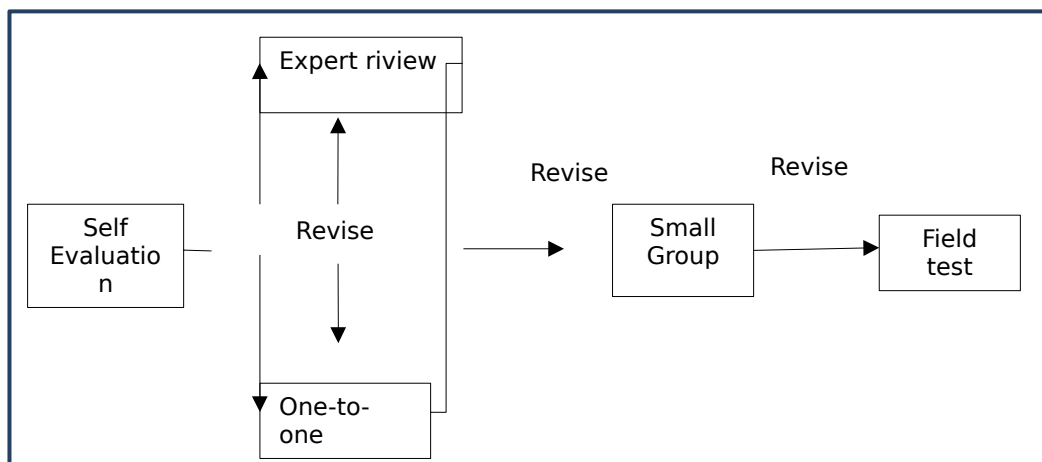 Expert riview
Revise
Revise
Self
Evaluatio
n
Revise
Small
Group
Field
test
One-to-
one